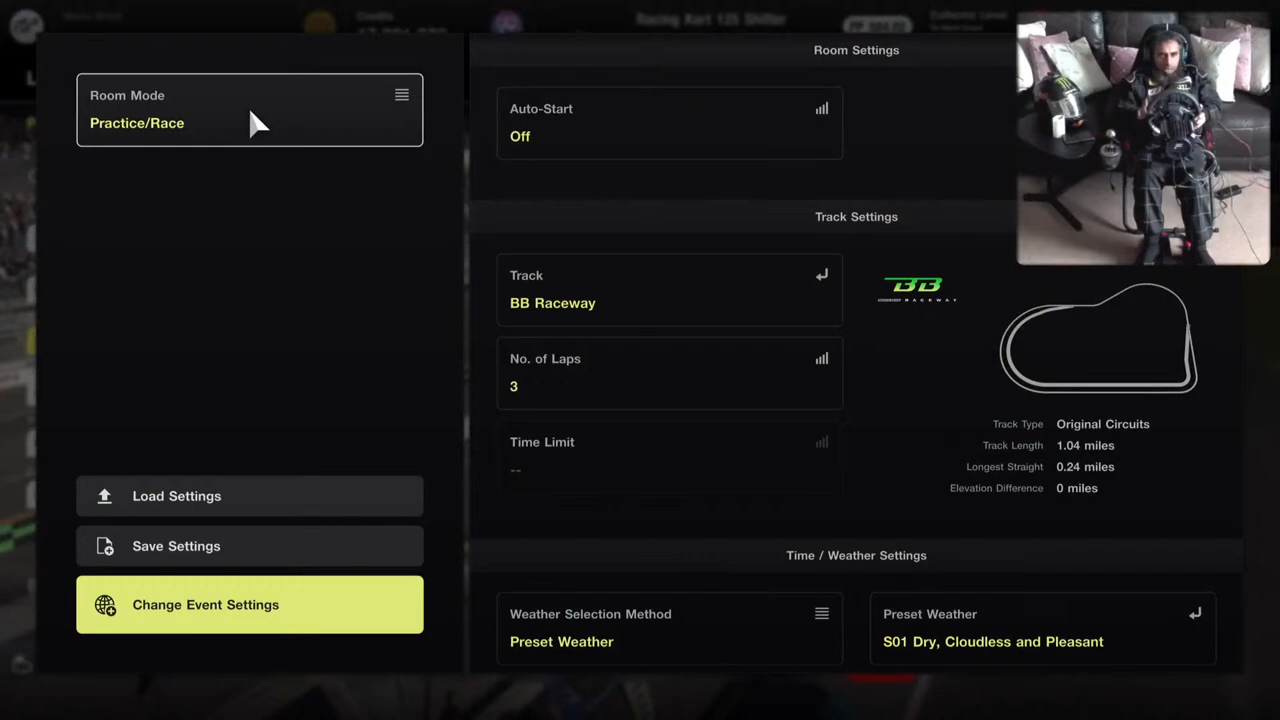 Credits
Racing Kart 125 Shifter
Room Mode
Practice/Race
Load Settings
Save Settings
Change Event Settings
Room Settings
Auto-Start
Off
Track Settings
Track
BB Raceway
BB
RACEWAY
No. of Laps
3
Time Limit
--
Track Type Original Circuits
Track Length 1.04 miles
Longest Straight 0.24 miles
Elevation Difference 0 miles
Time / Weather Settings
Weather Selection Method
Preset Weather
Preset Weather
S01 Dry, Cloudless and Pleasant